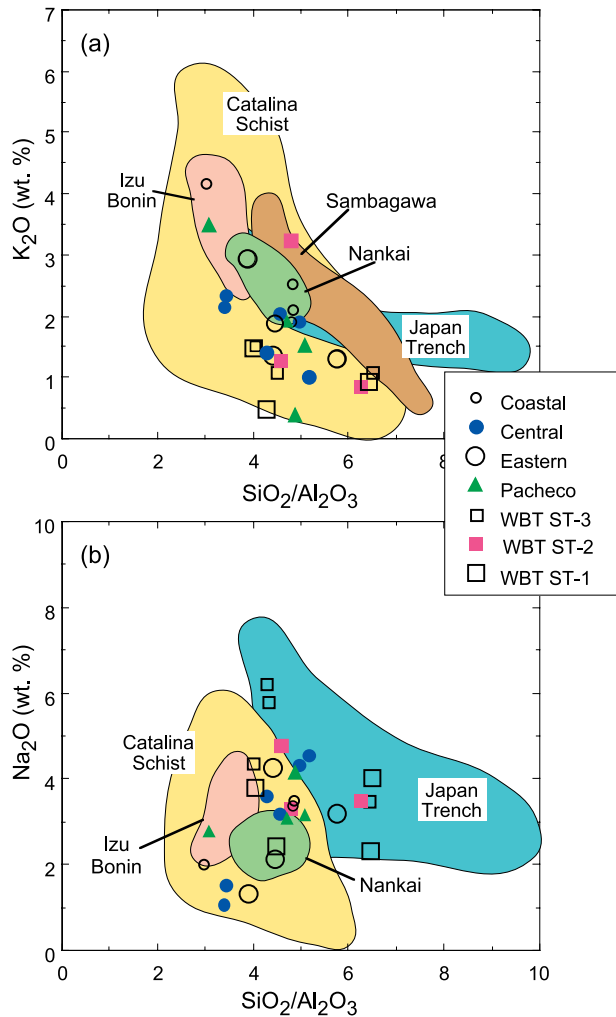 (a)
7
6
5
4
3
2
1
0
K₂O (wt. %)
Catalina
Schist
Izu
Bonin
Sambagawa
Nankai
Japan
Trench
0 2 4 6
SiO₂/Al₂O₃
Coastal
Central
Eastern
Pacheco
WBT ST-3
WBT ST-2
WBT ST-1
(b)
10
8
6
4
2
0
Na₂O (wt. %)
Catalina
Schist
Izu
Bonin
Japan
Trench
Nankai
0 2 4 6 8 10
SiO₂/Al₂O₃